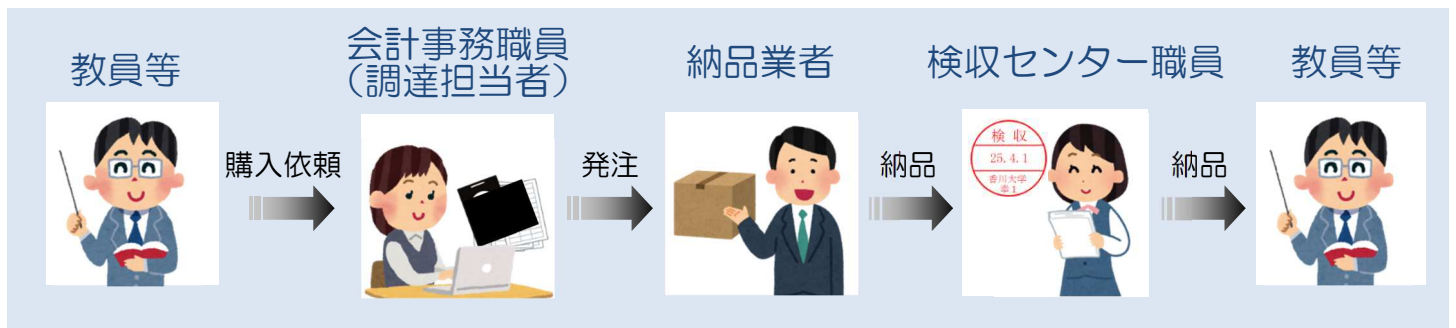 教員等
会計事務職員
（調達担当者）
納品業者
検収センター職員
教員等
購入依頼
発注
納品
検収
25.4.1
香川大学
幸1
納品